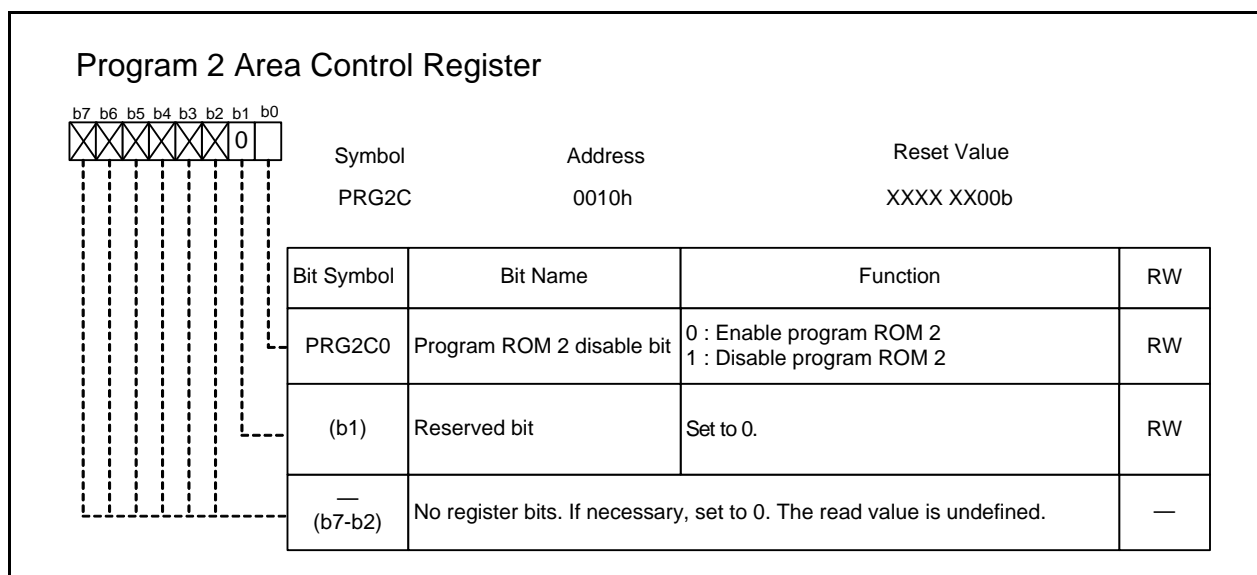 Program 2 Area Control Register
b7 b6 b5 b4 b3 b2 b1 b0
0
Symbol Address Reset Value
PRG2C 0010h XXXX XX00b
Bit Symbol Bit Name Function RW
PRG2C0 Program ROM 2 disable bit 0 : Enable program ROM 2
1 : Disable program ROM 2 RW
(b1) Reserved bit Set to 0. RW
—
(b7-b2) No register bits. If necessary, set to 0. The read value is undefined. —